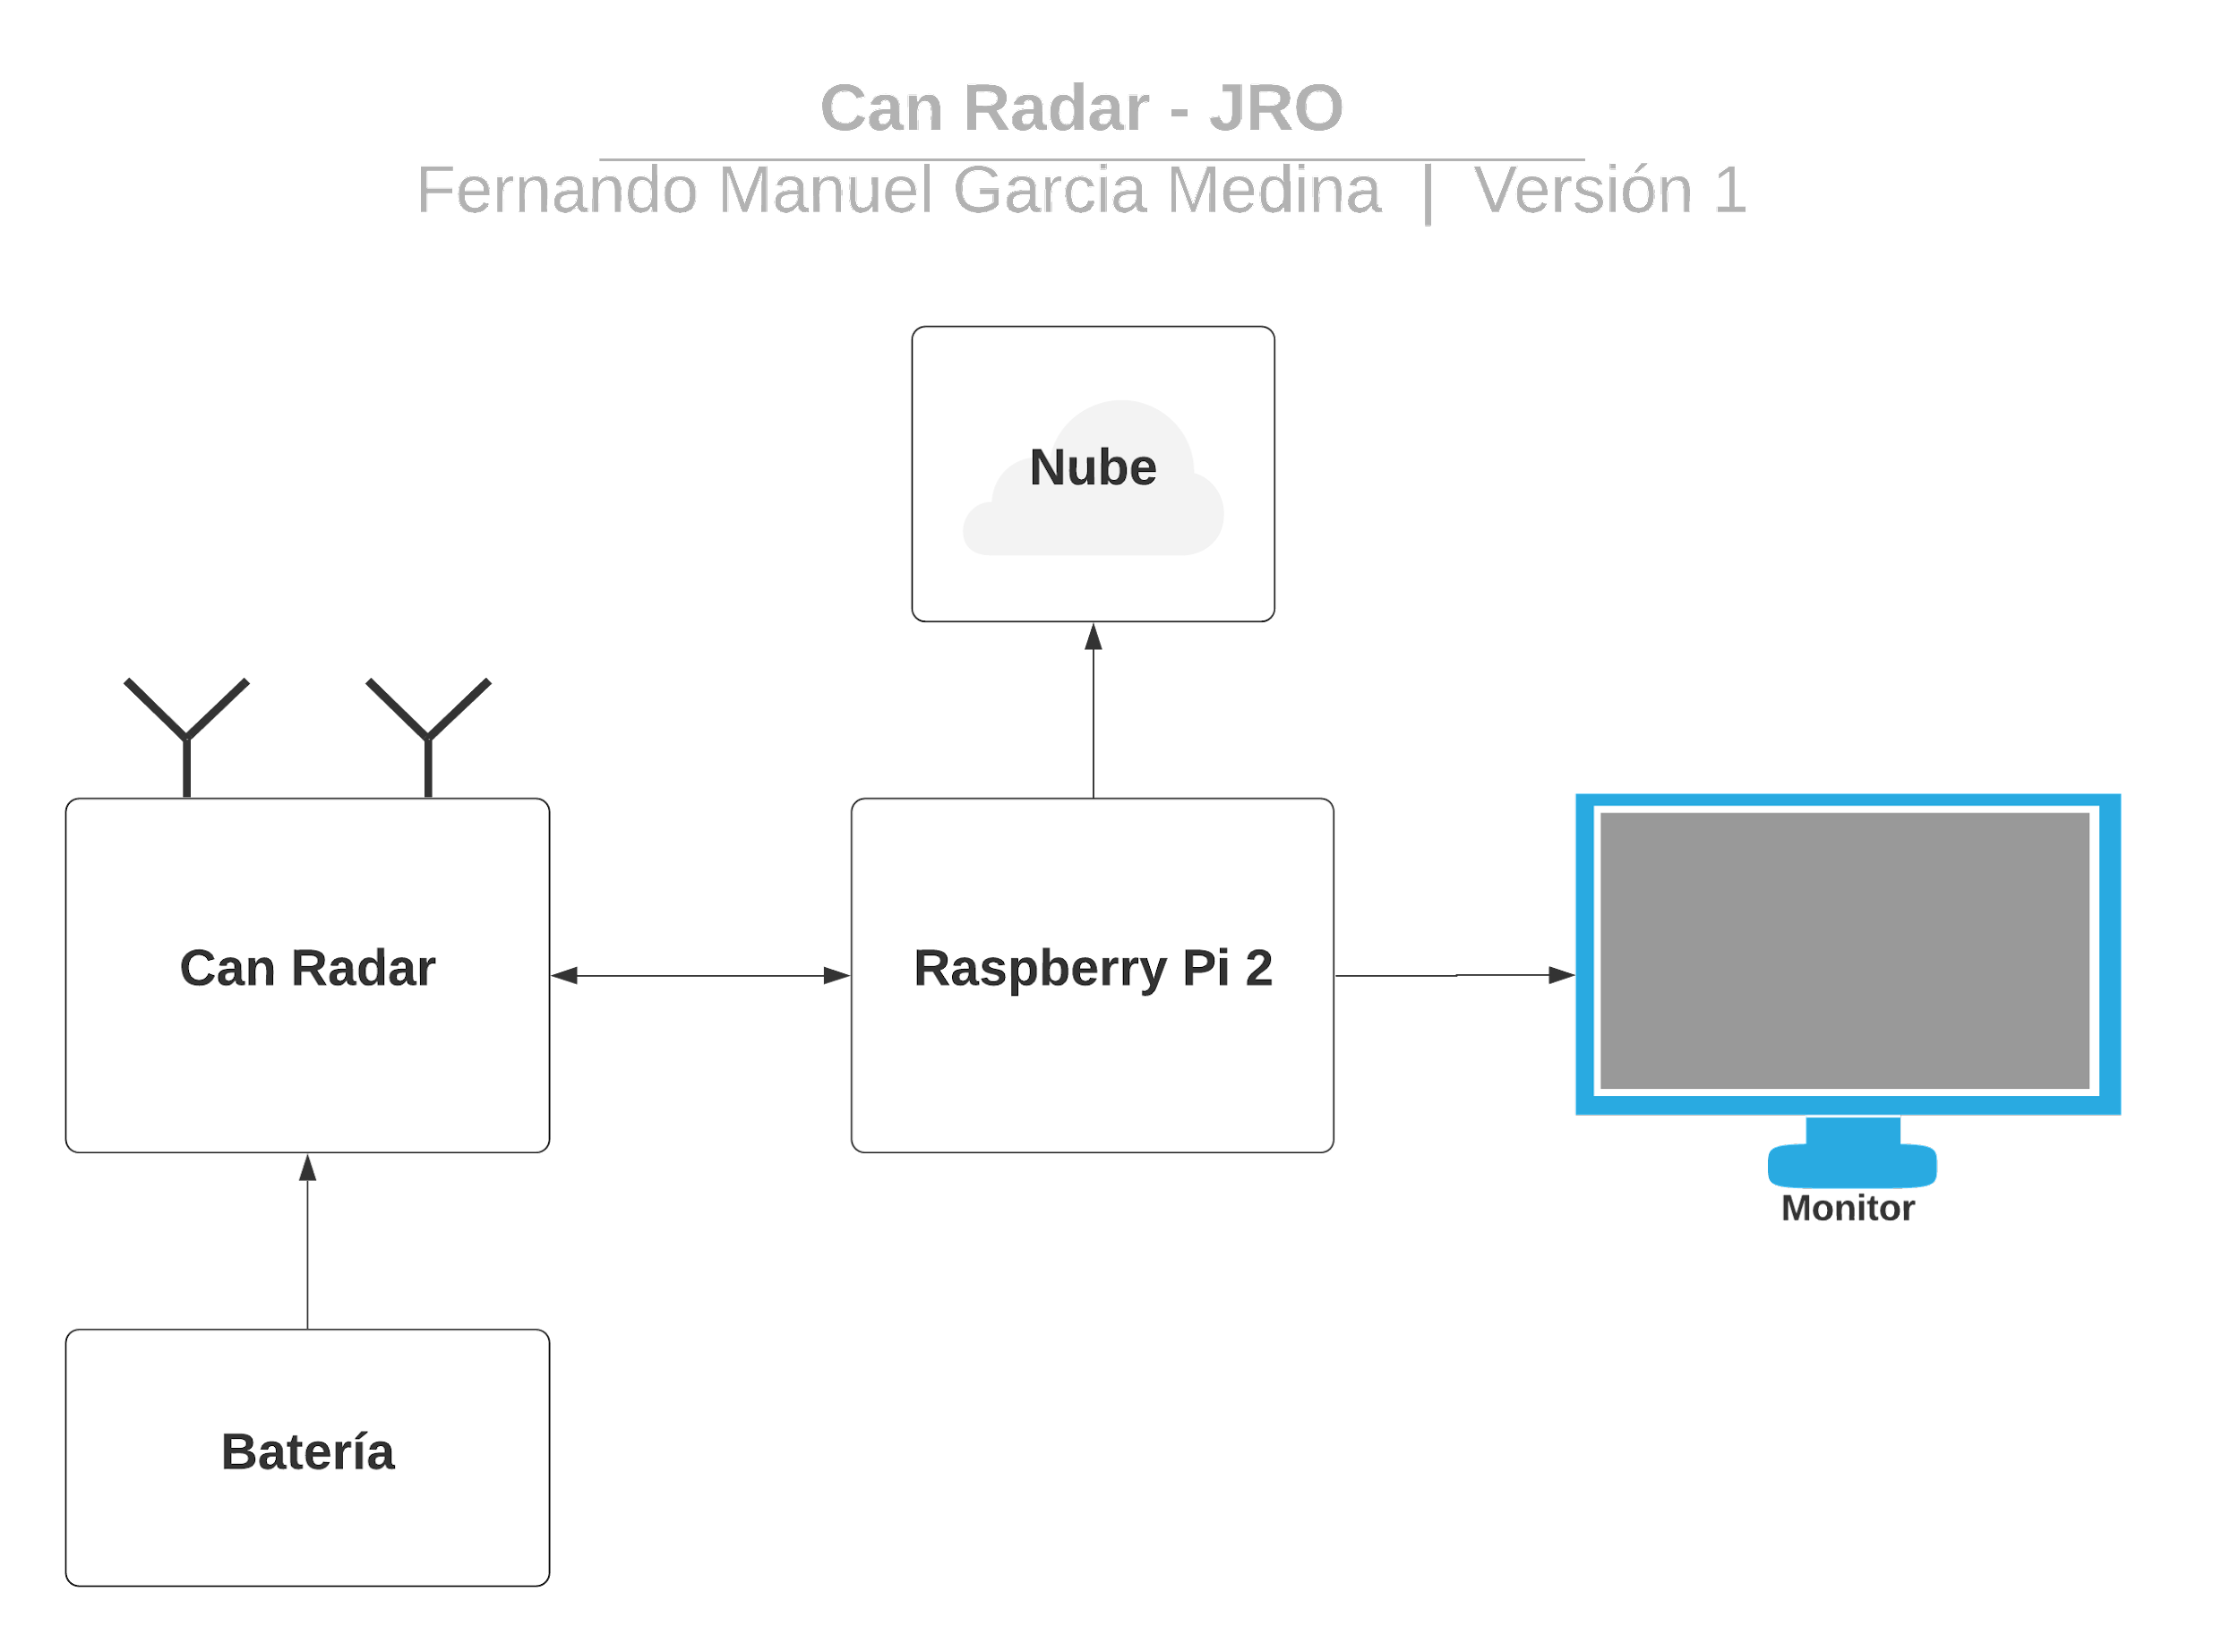 Can Radar - JRO
Fernando Manuel Garcia Medina | Versión 1
Nube
Can Radar
Raspberry Pi 2
Monitor
Batería